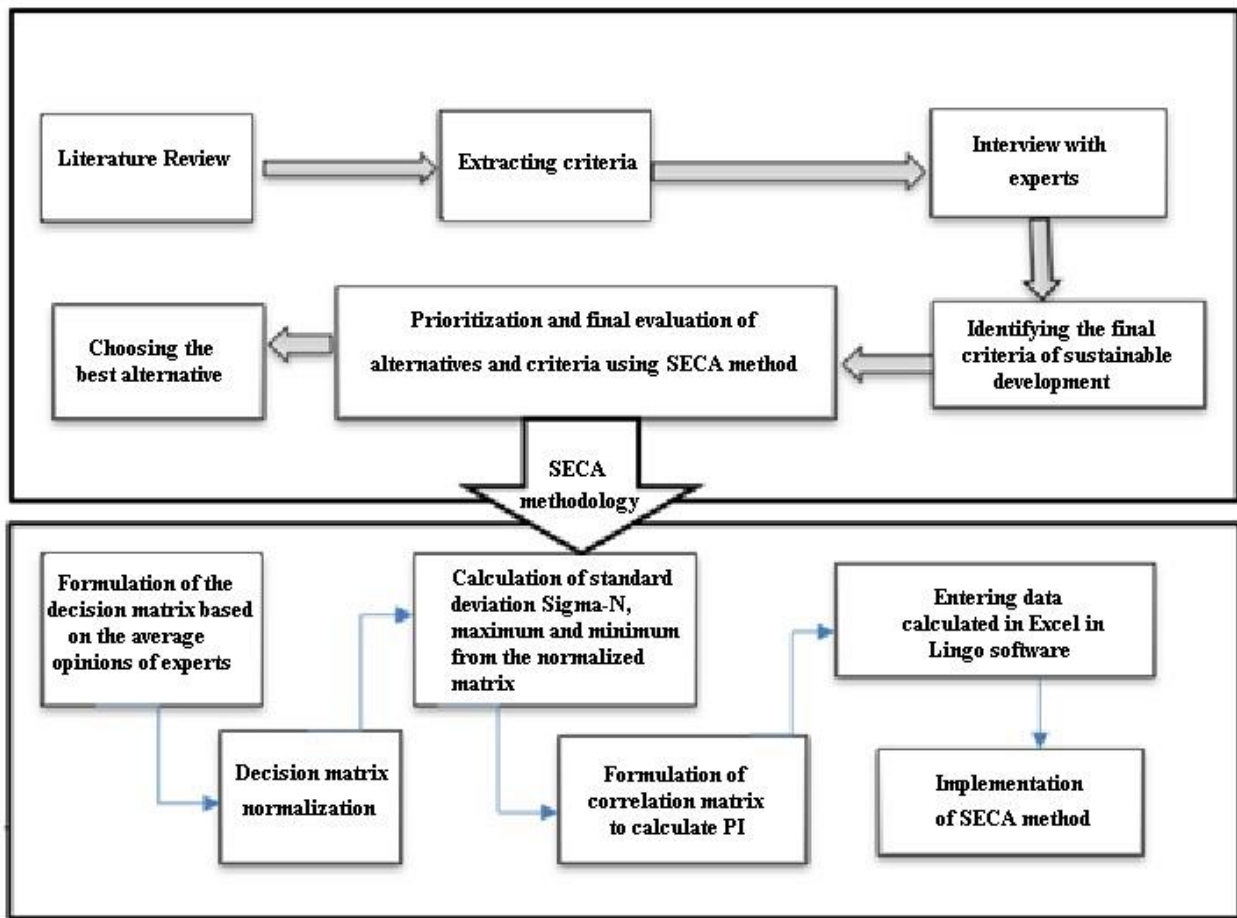 Literature Review
Extracting criteria
Interview with
experts
Identifying the final
criteria of sustainable
development
Prioritization and final evaluation of
alternatives and criteria using SECA method
Choosing the
best alternative
SECA
methodology
Formulation of the
decision matrix based
on the average
opinions of experts
Decision matrix
normalization
Calculation of standard
deviation Sigma-N,
maximum and minimum
from the normalized
matrix
Formulation of
correlation matrix
to calculate PI
Entering data
calculated in Excel in
Lingo software
Implementation
of SECA method